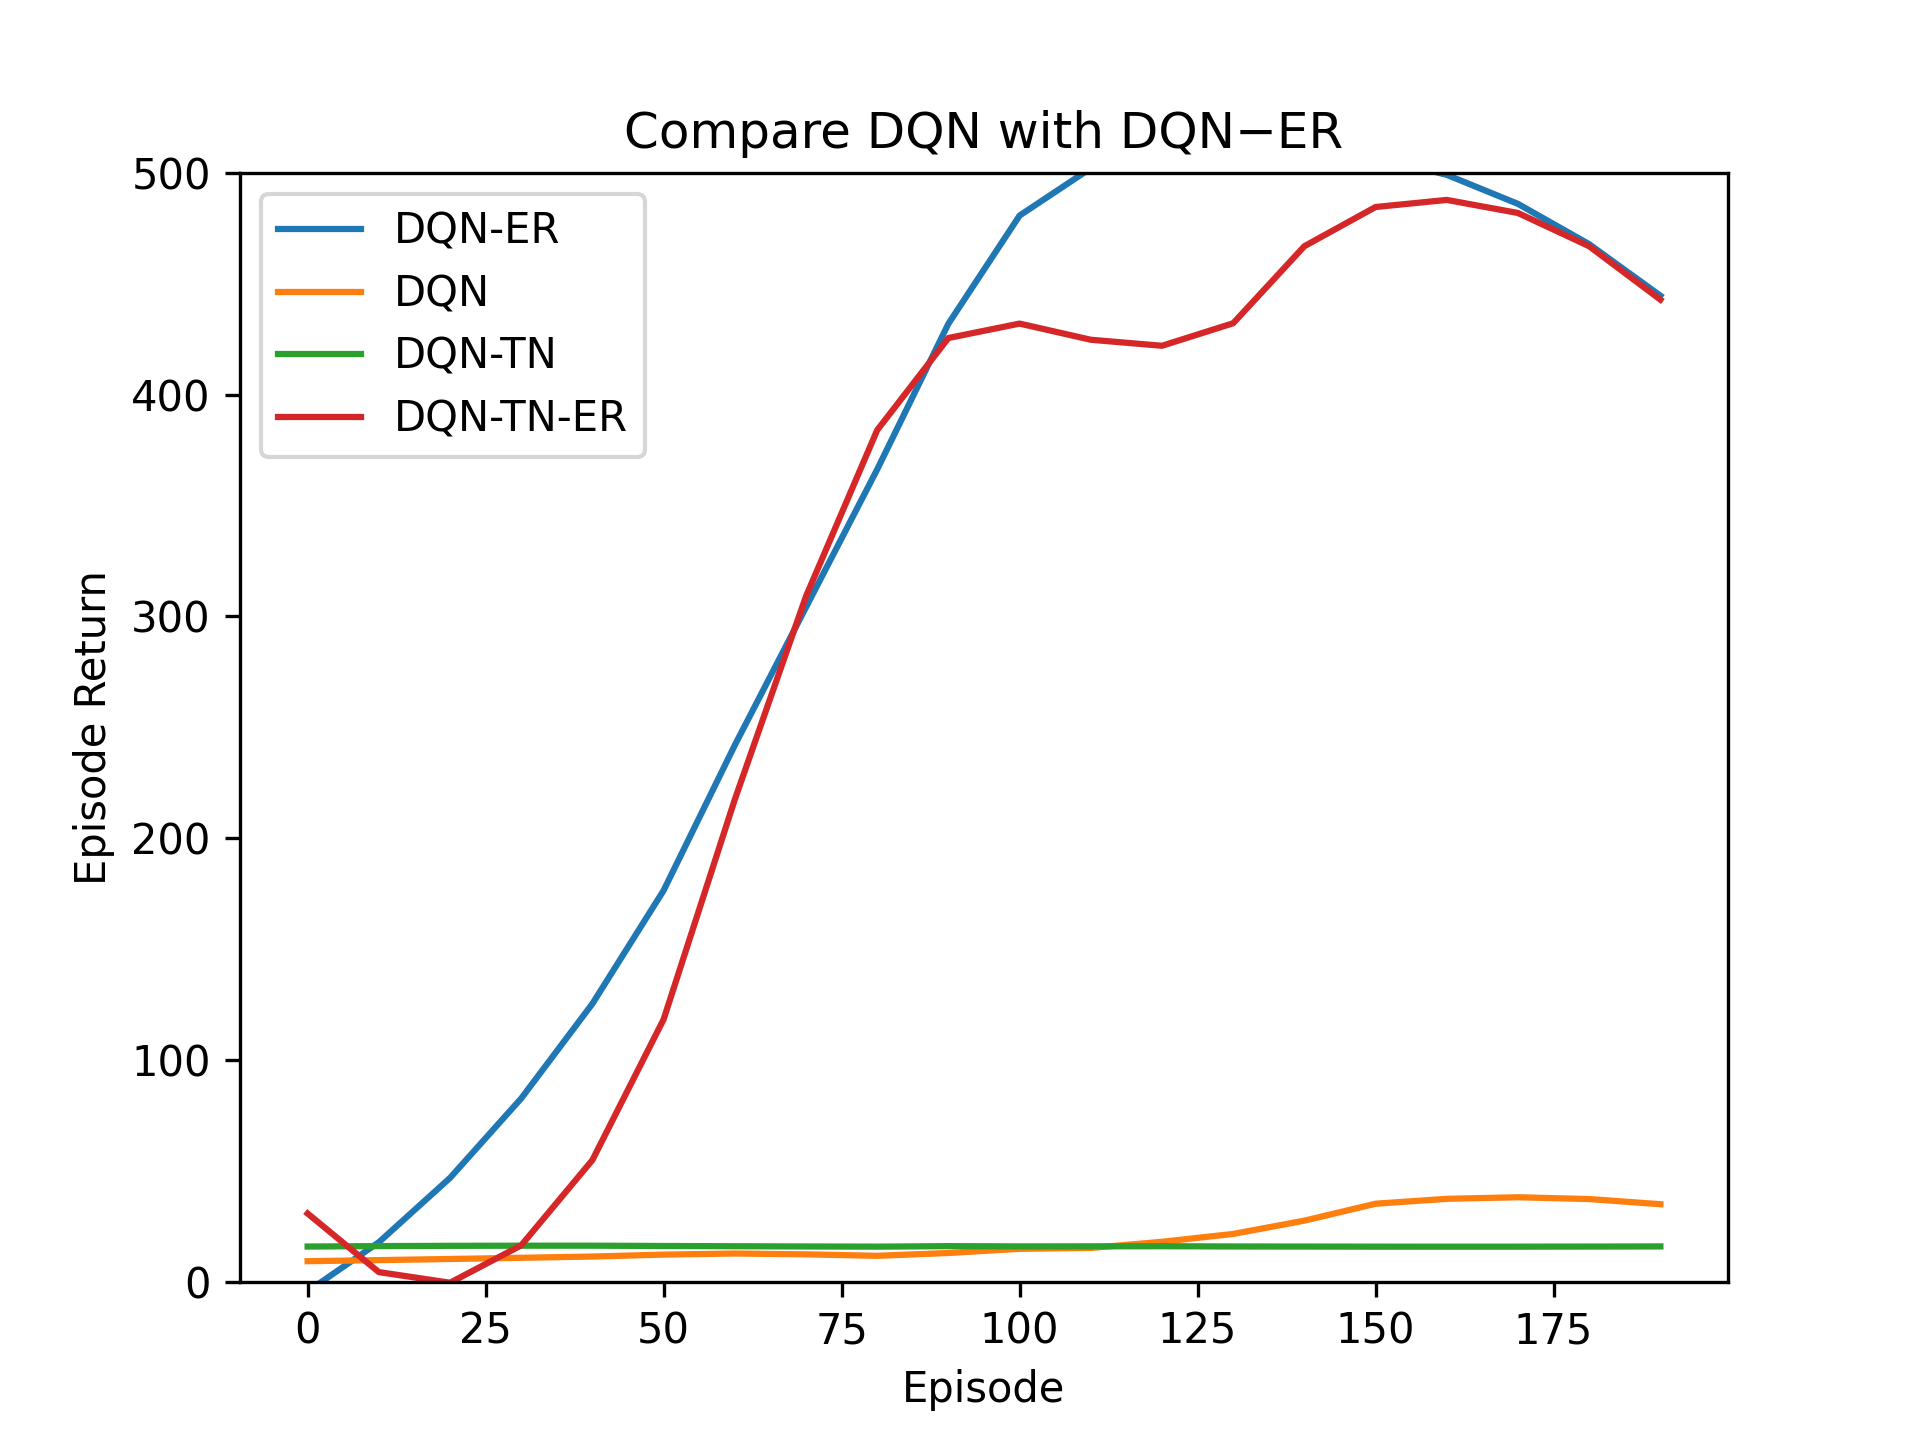 Compare DQN with DQN−ER
500
400
300
200
100
0
Episode Return
DQN-ER
DQN
DQN-TN
DQN-TN-ER
0 25 50 75 100 125 150 175
Episode